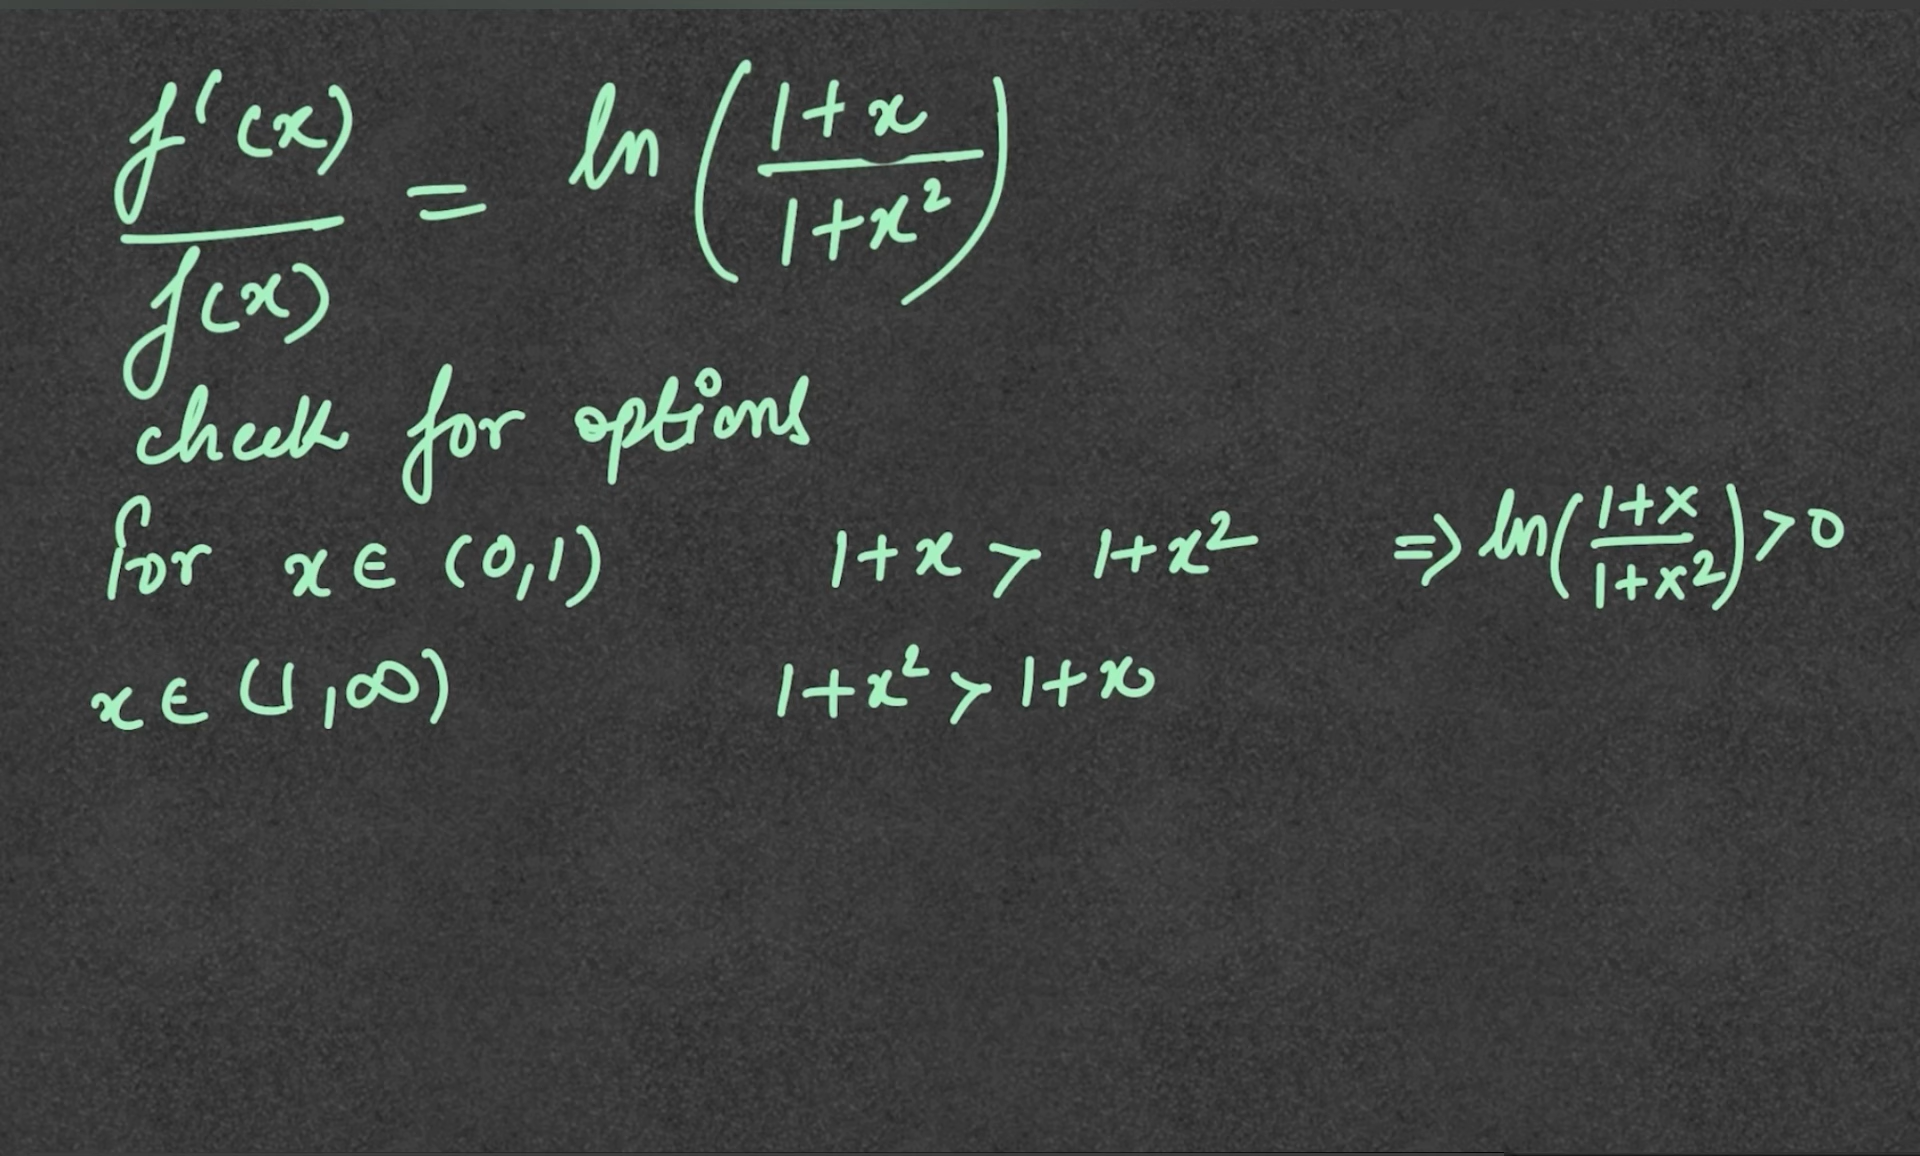 f'(x)/f(x) = ln((1+x)/(1+x²))
check for options
for x ∈ (0,1) 1+x > 1+x² ⇒ ln((1+x)/(1+x²)) > 0
x ∈ (1,∞) 1+x² > 1+x